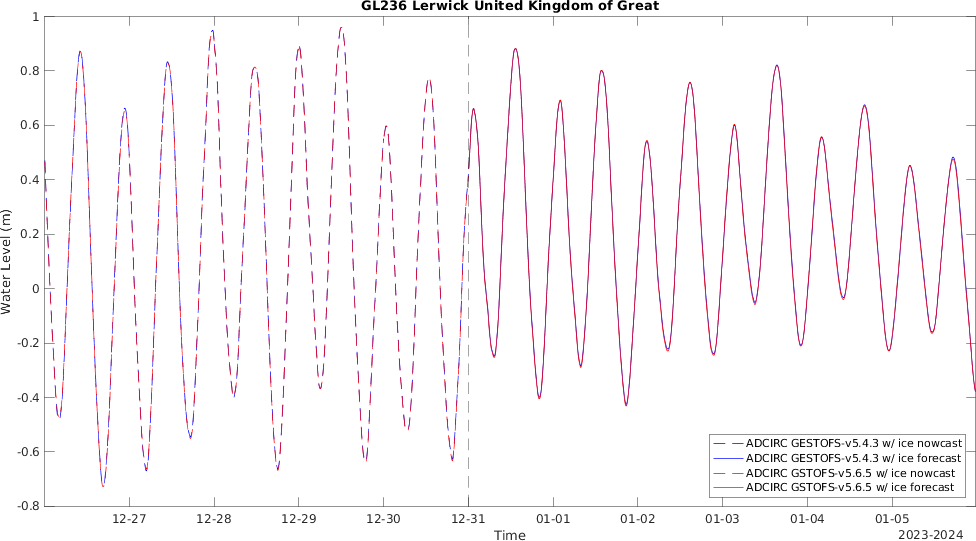 GL236 Lerwick United Kingdom of Great
1
0.8
0.6
0.4
0.2
0
-0.2
-0.4
-0.6
-0.8
Water Level (m)
12-27 12-28 12-29 12-30 12-31 01-01 01-02 01-03 01-04 01-05
Time
2023-2024
ADCIRC GESTOFS-v5.4.3 w/ ice nowcast
ADCIRC GESTOFS-v5.4.3 w/ ice forecast
ADCIRC GSTOFS-v5.6.5 w/ ice nowcast
ADCIRC GSTOFS-v5.6.5 w/ ice forecast